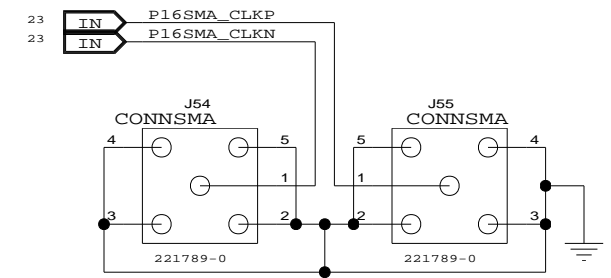 23 IN P16SMA_CLKP
23 IN P16SMA_CLKN
J54 J55
CONNSMA CONNSMA
4 5 5 4
1 1
3 2 2 3
221789-0 221789-0